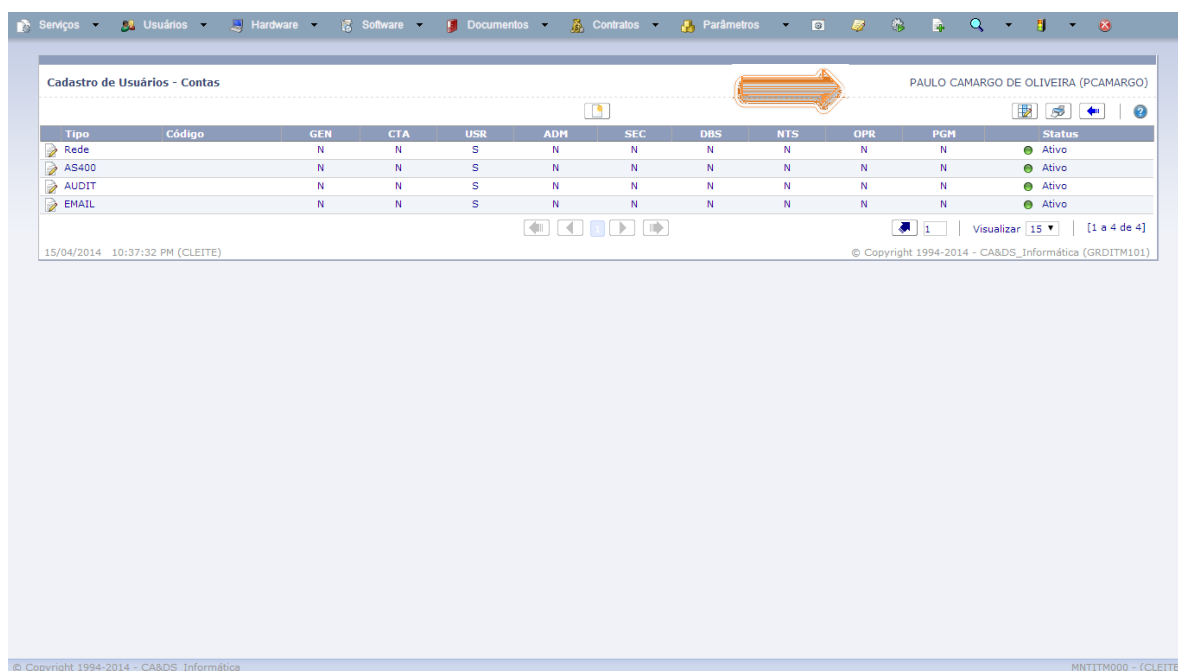 Serviços Usuários Hardware Software Documentos Contratos Parâmetros
Cadastro de Usuários - Contas PAULO CAMARGO DE OLIVEIRA (PCAMARGO)
Tipo Código GEN CTA USR ADM SEC DBS NTS OPR PGM Status
Rede N N S N N N N N N Ativo
AS400 N N S N N N N N N Ativo
AUDIT N N S N N N N N N Ativo
EMAIL N N S N N N N N N Ativo
1 1 Visualizar 15 [1 a 4 de 4]
15/04/2014 10:37:32 PM (CLEITE) © Copyright 1994-2014 - CA&DS_Informática (GRDITM101)
© Copyright 1994-2014 - CA&DS_Informática MNTITM000 - (CLEITE